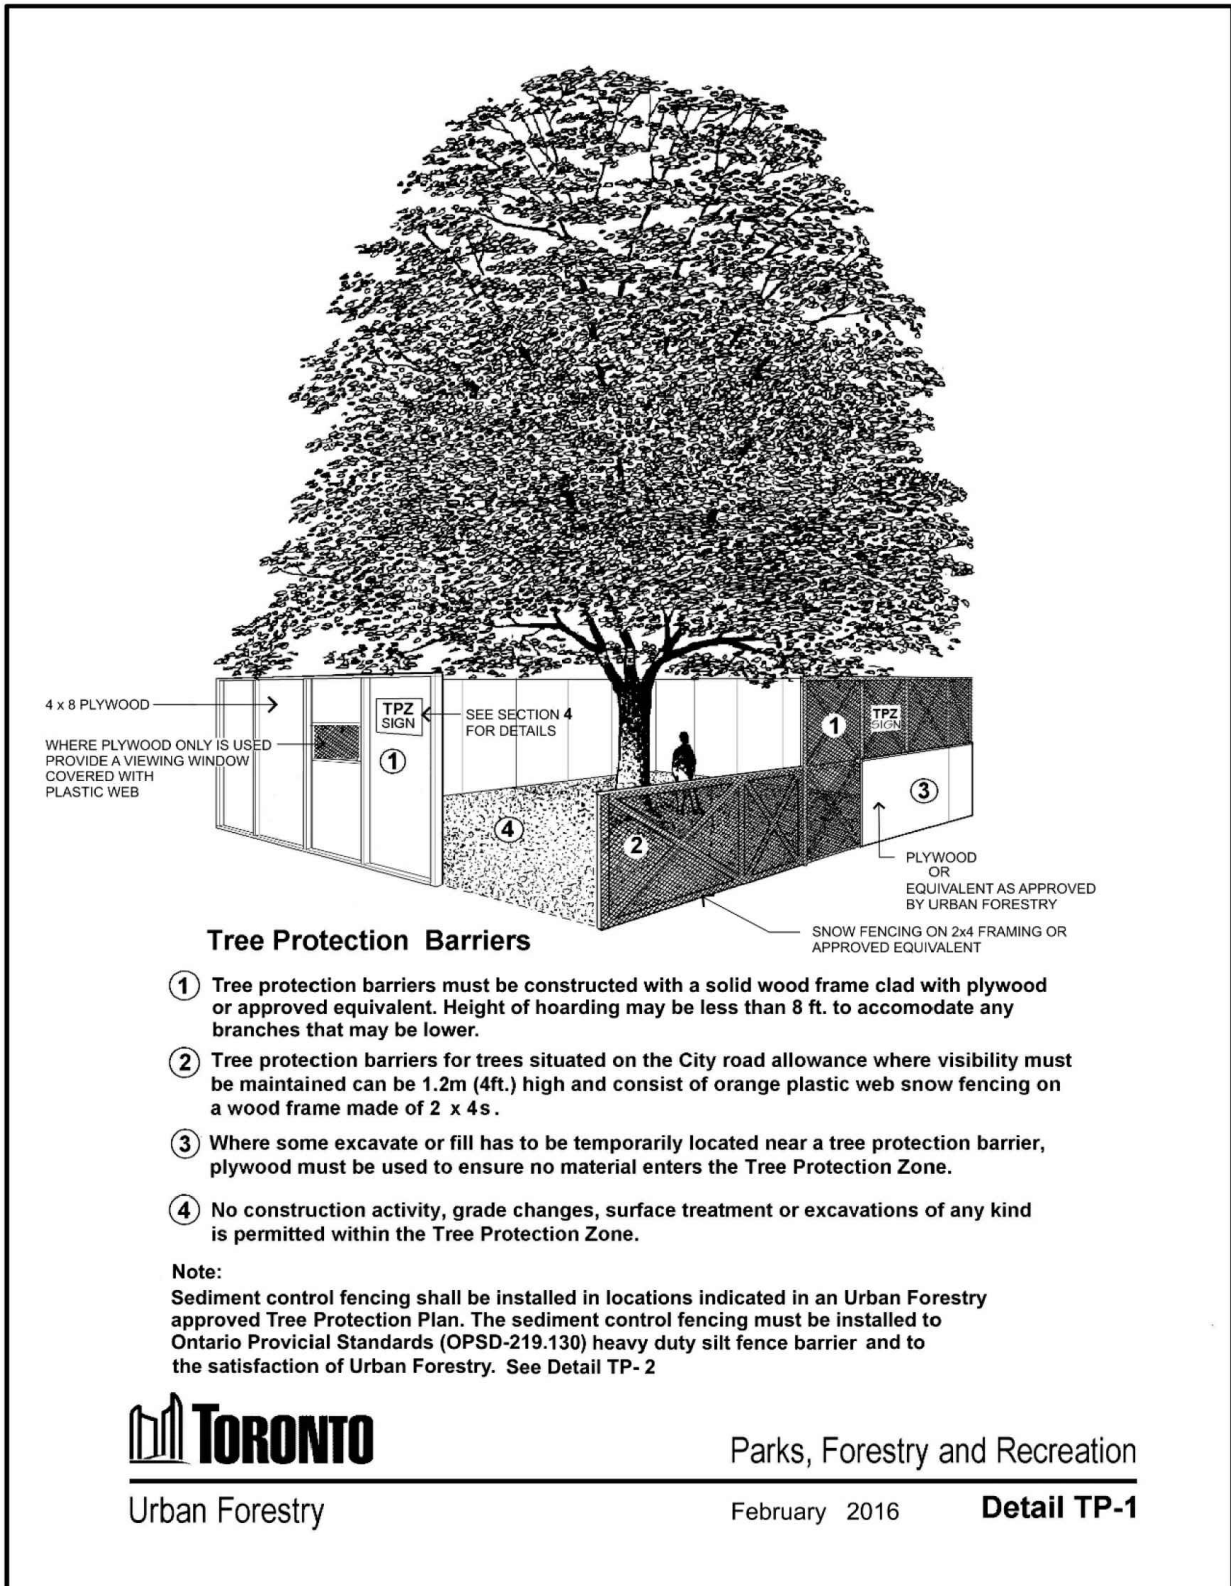 4 x 8 PLYWOOD
WHERE PLYWOOD ONLY IS USED
PROVIDE A VIEWING WINDOW
COVERED WITH
PLASTIC WEB
TPZ
SIGN
SEE SECTION 4
FOR DETAILS
1
4
2
1
TPZ
SIGN
3
PLYWOOD
OR
EQUIVALENT AS APPROVED
BY URBAN FORESTRY
SNOW FENCING ON 2x4 FRAMING OR
APPROVED EQUIVALENT
Tree Protection Barriers
1 Tree protection barriers must be constructed with a solid wood frame clad with plywood
or approved equivalent. Height of hoarding may be less than 8 ft. to accomodate any
branches that may be lower.
2 Tree protection barriers for trees situated on the City road allowance where visibility must
be maintained can be 1.2m (4ft.) high and consist of orange plastic web snow fencing on
a wood frame made of 2 x 4s.
3 Where some excavate or fill has to be temporarily located near a tree protection barrier,
plywood must be used to ensure no material enters the Tree Protection Zone.
4 No construction activity, grade changes, surface treatment or excavations of any kind
is permitted within the Tree Protection Zone.
Note:
Sediment control fencing shall be installed in locations indicated in an Urban Forestry
approved Tree Protection Plan. The sediment control fencing must be installed to
Ontario Provicial Standards (OPSD-219.130) heavy duty silt fence barrier and to
the satisfaction of Urban Forestry. See Detail TP- 2
TORONTO
Parks, Forestry and Recreation
Urban Forestry
February 2016
Detail TP-1